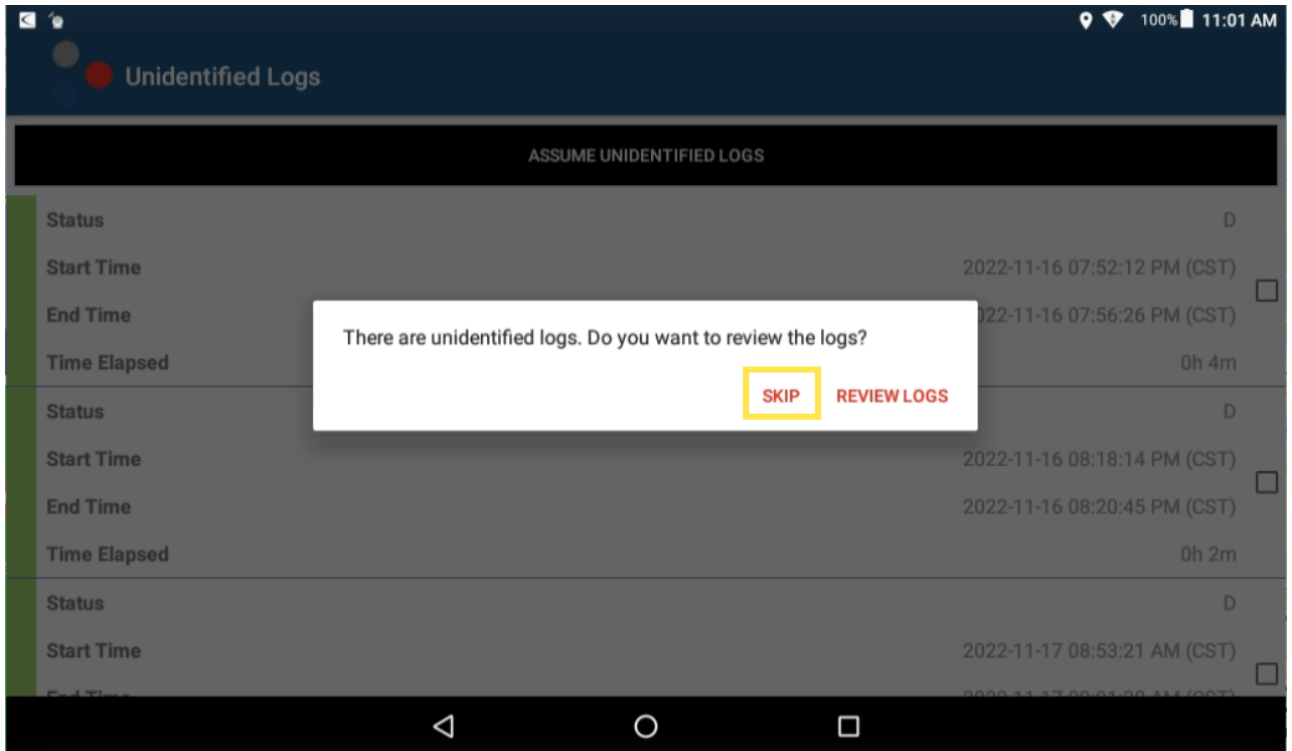 100% 11:01 AM
Unidentified Logs
ASSUME UNIDENTIFIED LOGS
Status D
Start Time 2022-11-16 07:52:12 PM (CST)
End Time 022-11-16 07:56:26 PM (CST)
There are unidentified logs. Do you want to review the logs?
Time Elapsed 0h 4m
SKIP REVIEW LOGS
Status D
Start Time 2022-11-16 08:18:14 PM (CST)
End Time 2022-11-16 08:20:45 PM (CST)
Time Elapsed 0h 2m
Status D
Start Time 2022-11-17 08:53:21 AM (CST)
End Time